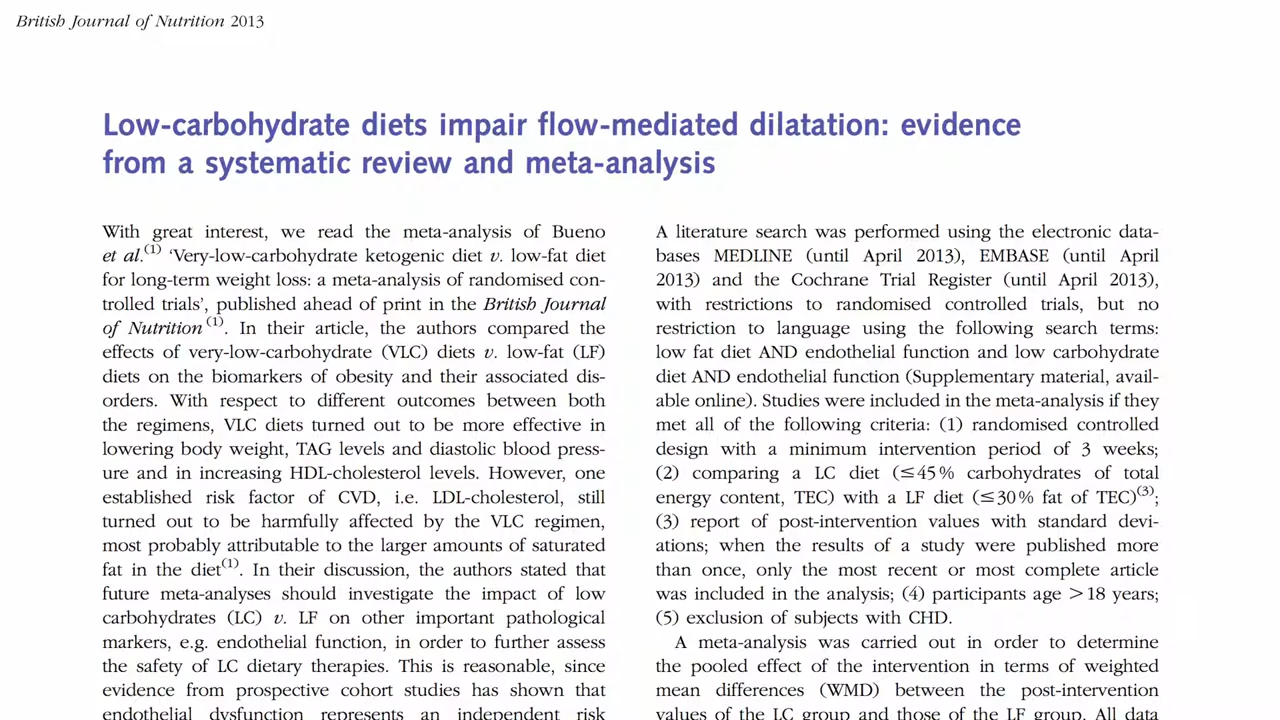 British Journal of Nutrition 2013
Low-carbohydrate diets impair flow-mediated dilatation: evidence
from a systematic review and meta-analysis
With great interest, we read the meta-analysis of Bueno
et al.(1) ‘Very-low-carbohydrate ketogenic diet v. low-fat diet
for long-term weight loss: a meta-analysis of randomised con-
trolled trials’, published ahead of print in the British Journal
of Nutrition(1). In their article, the authors compared the
effects of very-low-carbohydrate (VLC) diets v. low-fat (LF)
diets on the biomarkers of obesity and their associated dis-
orders. With respect to different outcomes between both
the regimens, VLC diets turned out to be more effective in
lowering body weight, TAG levels and diastolic blood press-
ure and in increasing HDL-cholesterol levels. However, one
established risk factor of CVD, i.e. LDL-cholesterol, still
turned out to be harmfully affected by the VLC regimen,
most probably attributable to the larger amounts of saturated
fat in the diet(1). In their discussion, the authors stated that
future meta-analyses should investigate the impact of low
carbohydrates (LC) v. LF on other important pathological
markers, e.g. endothelial function, in order to further assess
the safety of LC dietary therapies. This is reasonable, since
evidence from prospective cohort studies has shown that
endothelial dysfunction represents an independent risk
A literature search was performed using the electronic data-
bases MEDLINE (until April 2013), EMBASE (until April
2013) and the Cochrane Trial Register (until April 2013),
with restrictions to randomised controlled trials, but no
restriction to language using the following search terms:
low fat diet AND endothelial function and low carbohydrate
diet AND endothelial function (Supplementary material, avail-
able online). Studies were included in the meta-analysis if they
met all of the following criteria: (1) randomised controlled
design with a minimum intervention period of 3 weeks;
(2) comparing a LC diet (≤45 % carbohydrates of total
energy content, TEC) with a LF diet (≤30 % fat of TEC)(3);
(3) report of post-intervention values with standard devi-
ations; when the results of a study were published more
than once, only the most recent or most complete article
was included in the analysis; (4) participants age >18 years;
(5) exclusion of subjects with CHD.
A meta-analysis was carried out in order to determine
the pooled effect of the intervention in terms of weighted
mean differences (WMD) between the post-intervention
values of the LC group and those of the LF group. All data